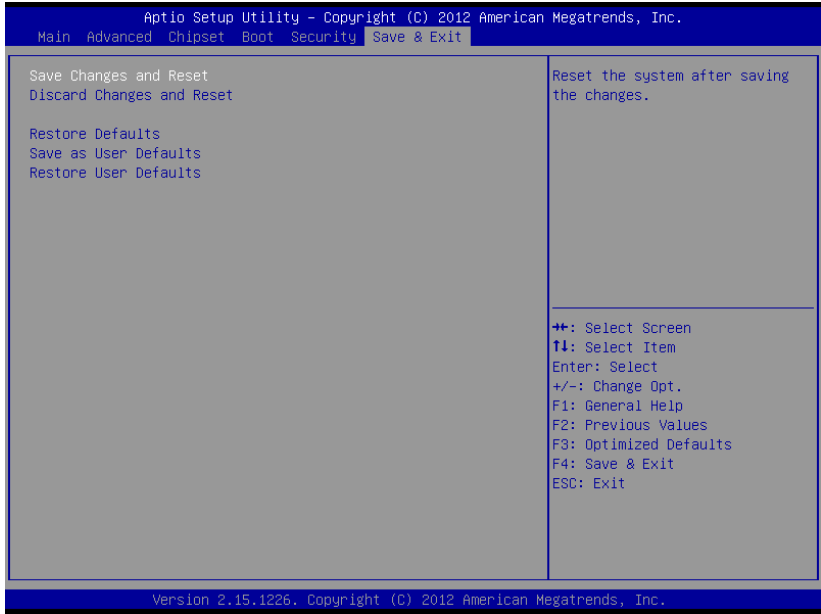 Aptio Setup Utility – Copyright (C) 2012 American Megatrends, Inc.
Main Advanced Chipset Boot Security Save & Exit
Save Changes and Reset
Discard Changes and Reset
Restore Defaults
Save as User Defaults
Restore User Defaults
Reset the system after saving
the changes.
→←: Select Screen
↑↓: Select Item
Enter: Select
+/-: Change Opt.
F1: General Help
F2: Previous Values
F3: Optimized Defaults
F4: Save & Exit
ESC: Exit
Version 2.15.1226. Copyright (C) 2012 American Megatrends, Inc.